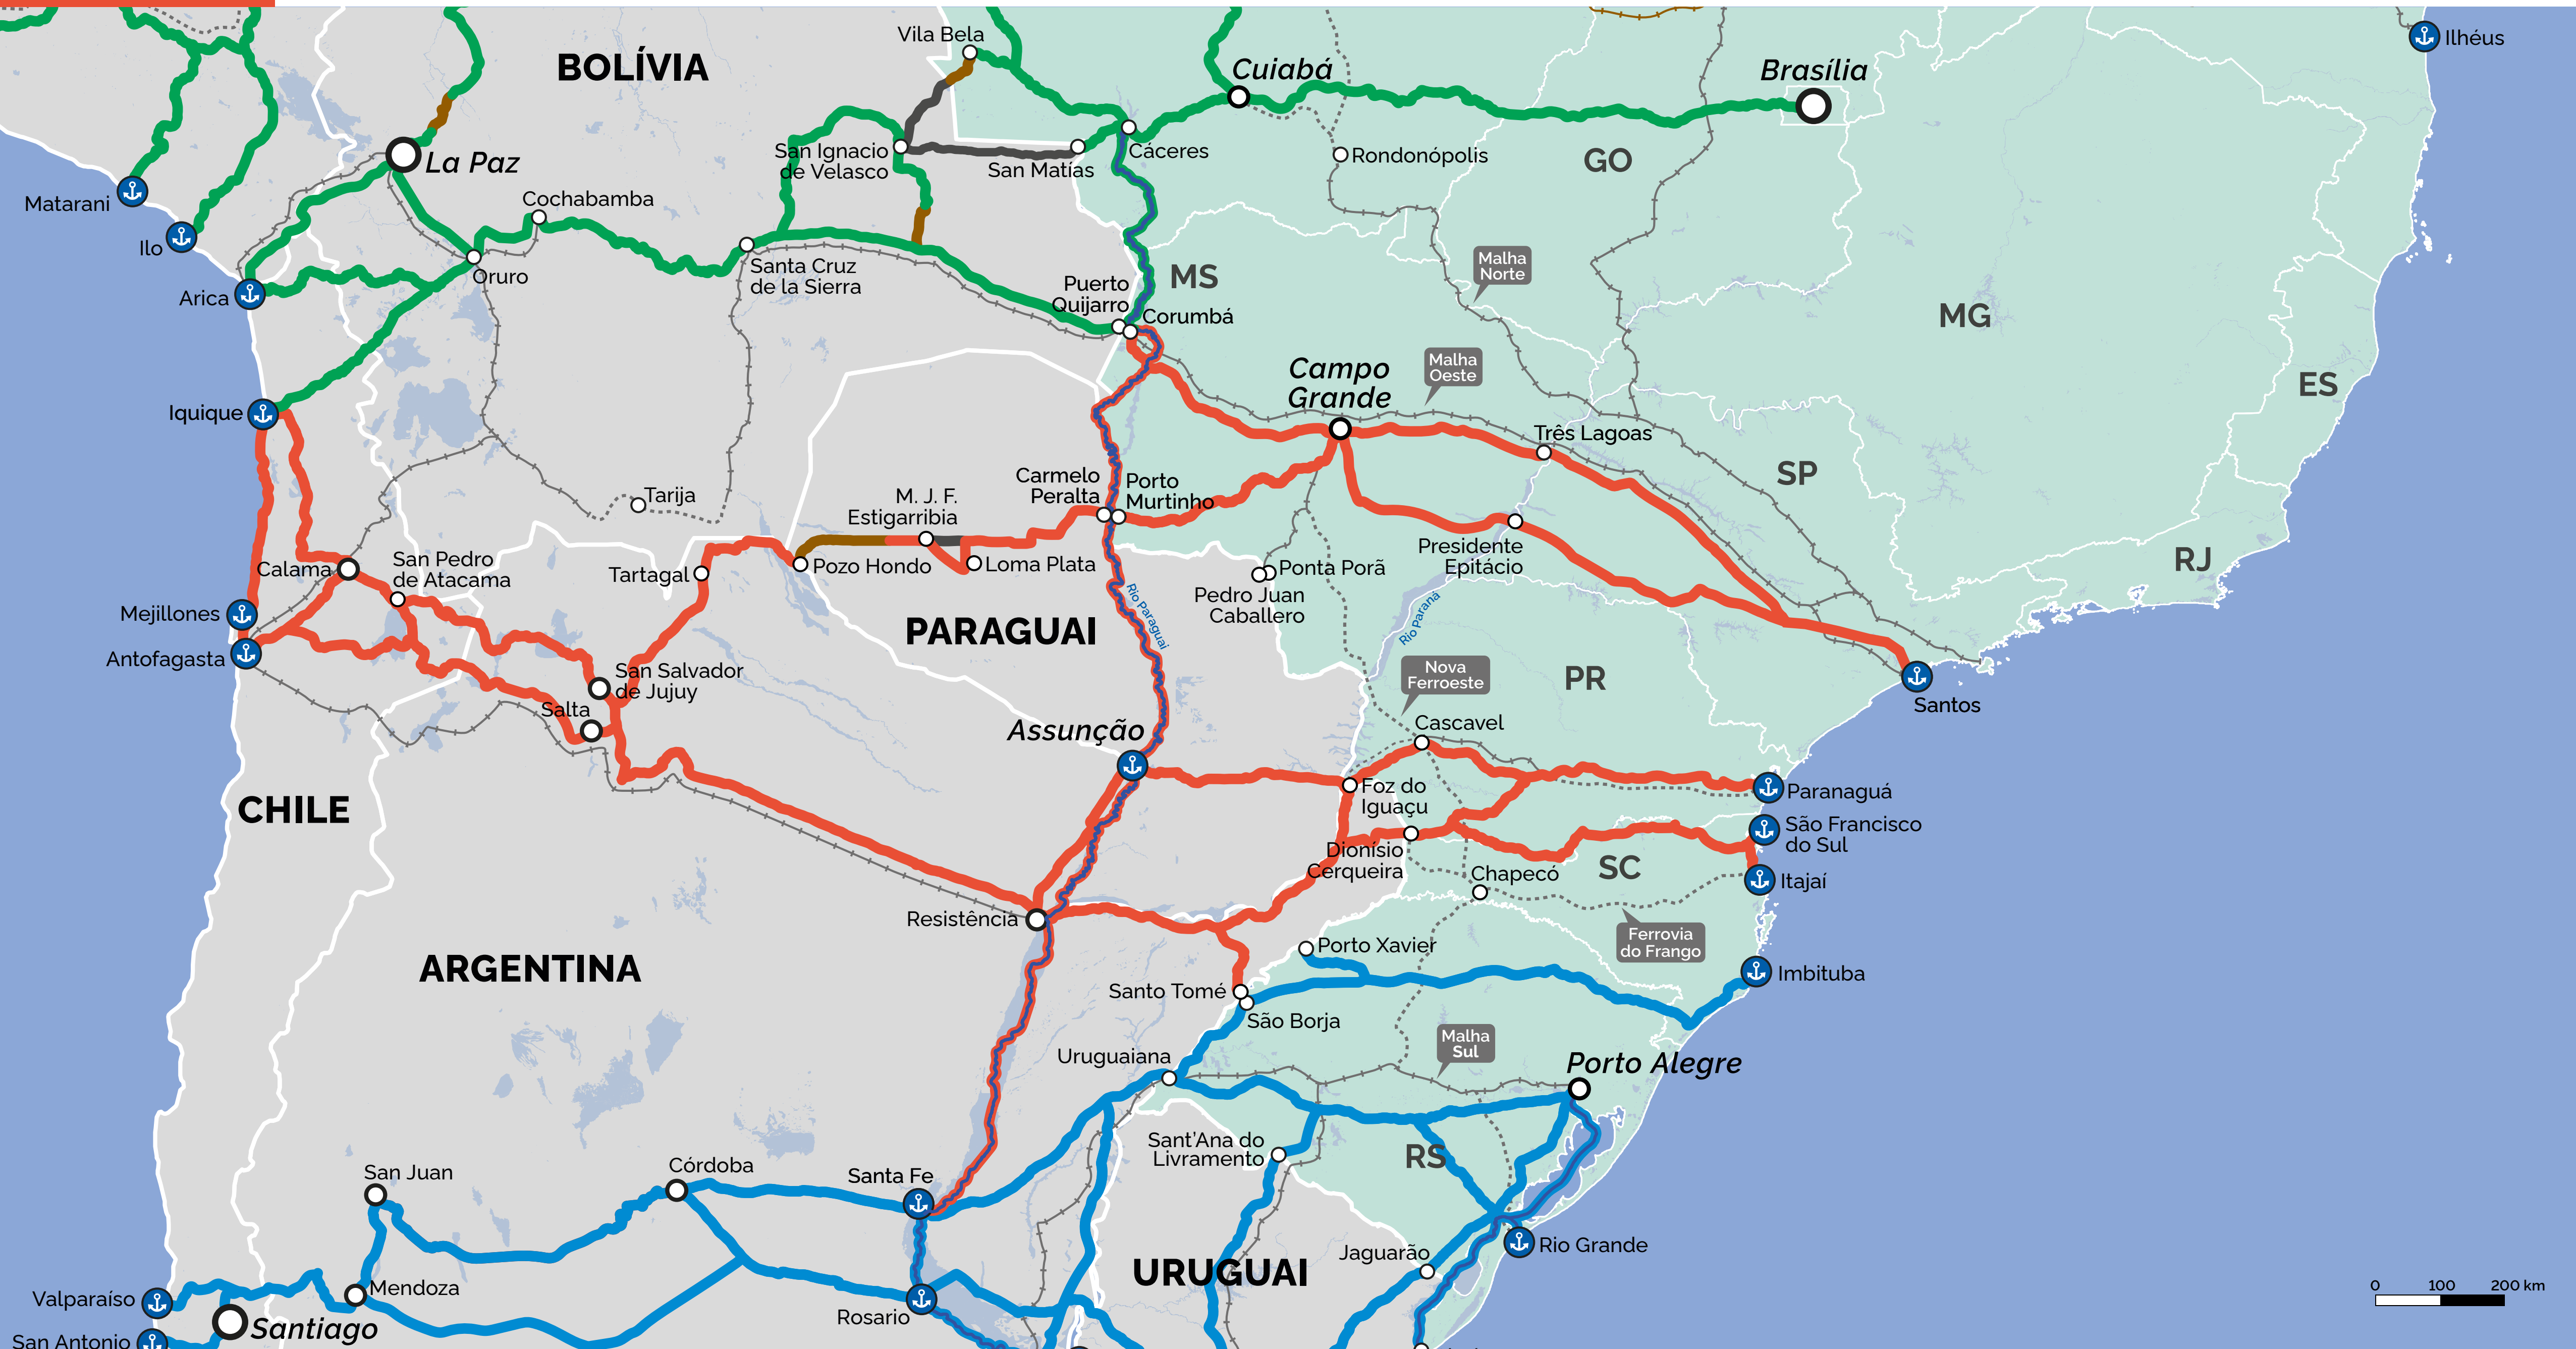 Ilhéus
Vila Bela
BOLÍVIA
Cuiabá
Brasília
La Paz
San Ignacio
de Velasco
San Matías
Cáceres
Rondonópolis
GO
Matarani
Cochabamba
Ilo
Oruro
Santa Cruz
de la Sierra
Malha
Norte
Puerto
Quijarro
MS
Arica
Corumbá
MG
Campo
Grande
Malha
Oeste
ES
Iquique
Três Lagoas
SP
Tarija
M. J. F.
Estigarribia
Carmelo
Peralta
Porto
Murtinho
Calama
San Pedro
de Atacama
Tartagal
Pozo Hondo
Loma Plata
Ponta Porã
Pedro Juan
Caballero
Presidente
Epitácio
RJ
Mejillones
Antofagasta
PARAGUAI
Rio Paraguai
Rio Paraná
San Salvador
de Jujuy
Salta
Nova
Ferroeste
PR
Santos
Assunção
Cascavel
CHILE
Foz do
Iguaçu
Paranaguá
São Francisco
do Sul
Dionísio
Cerqueira
SC
Chapecó
Itajaí
Resistência
Ferrovia
do Frango
ARGENTINA
Porto Xavier
Imbituba
Santo Tomé
São Borja
Uruguaiana
Malha
Sul
Porto Alegre
Sant'Ana do
Livramento
RS
San Juan
Córdoba
Santa Fe
Jaguarão
Rio Grande
URUGUAI
Valparaíso
Mendoza
Rosario
Santiago
San Antonio
0 100 200 km